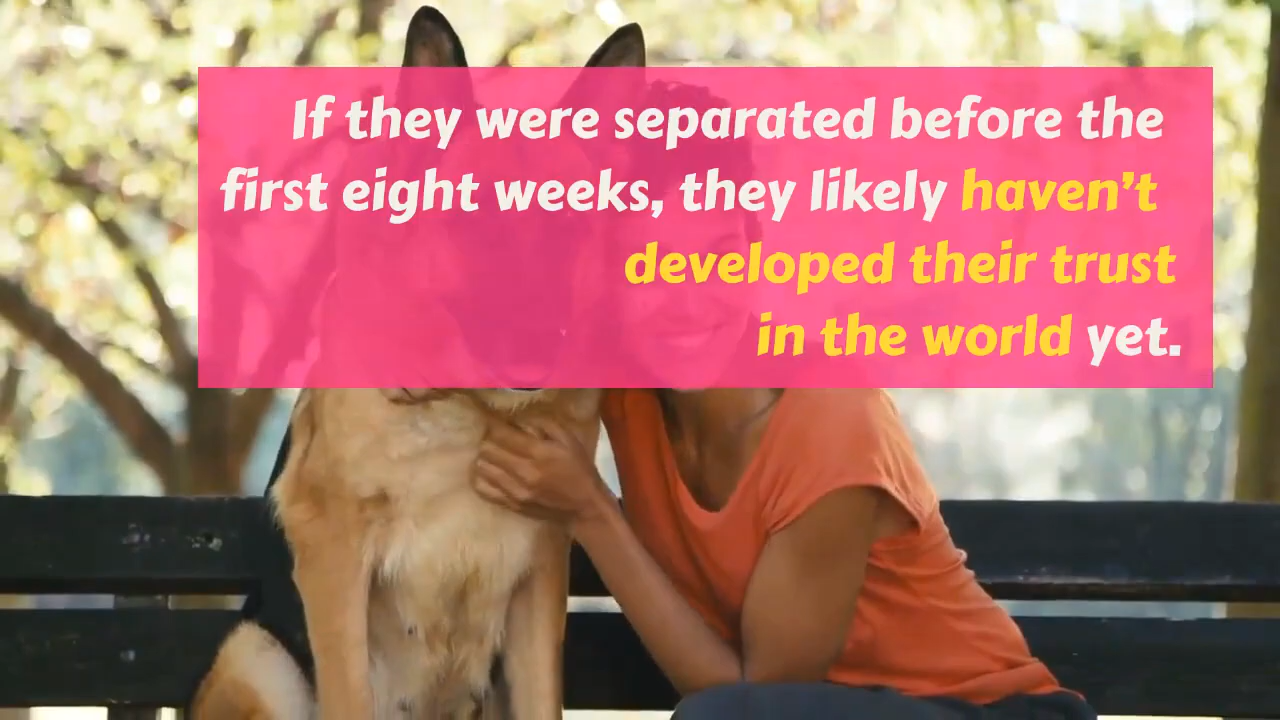 If they were separated before the
first eight weeks, they likely haven't
developed their trust
in the world yet.